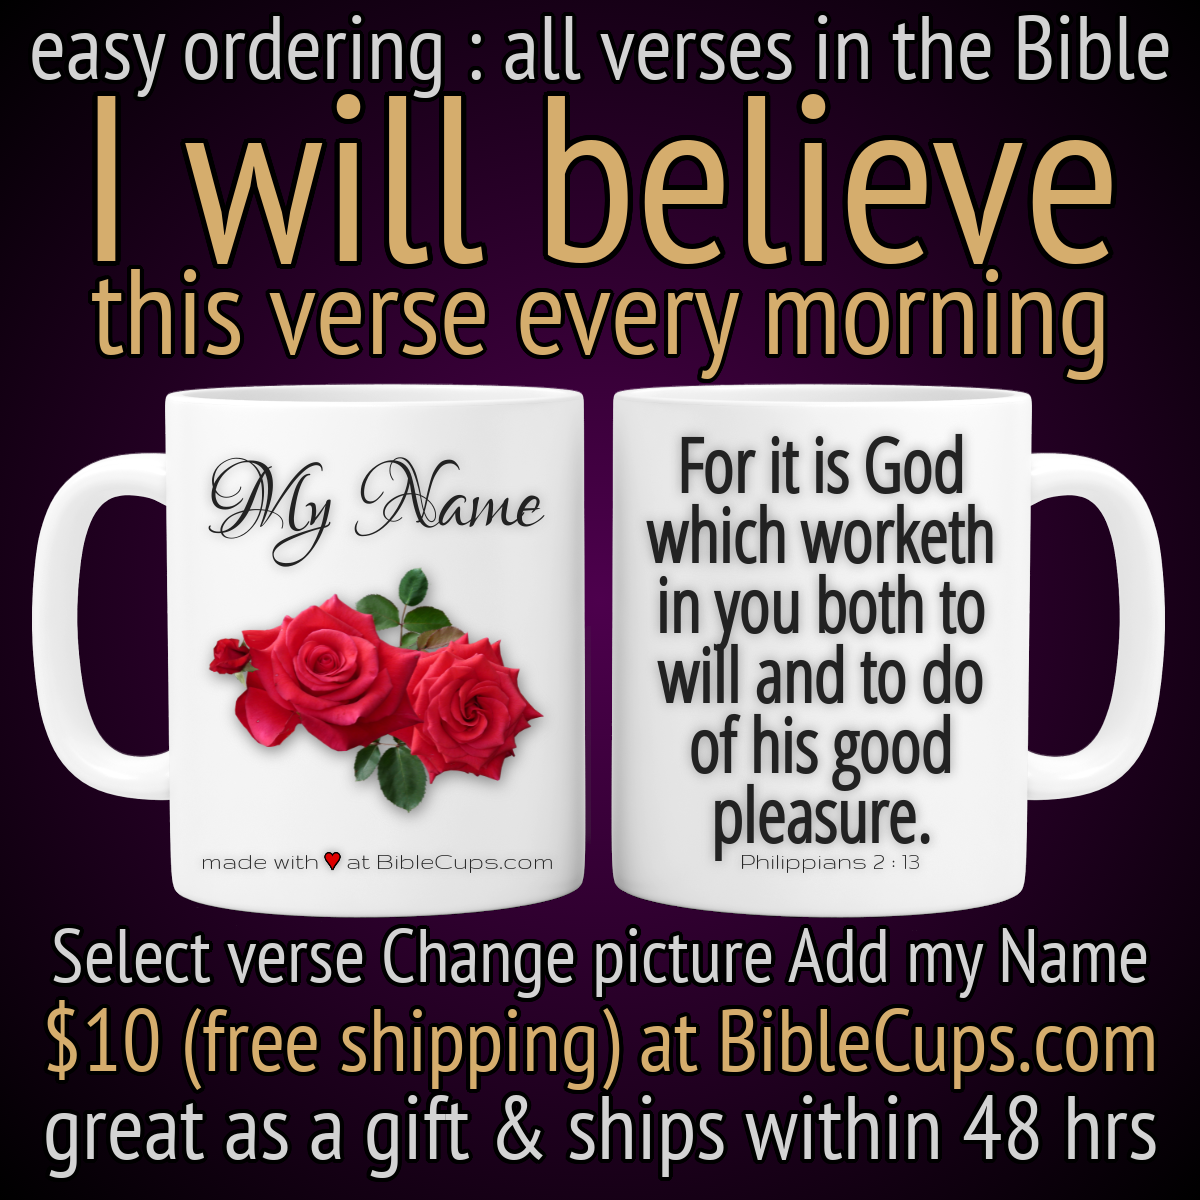 easy ordering : all verses in the Bible
I will believe
this verse every morning
My Name
made with ❤ at BibleCups.com
For it is God
which worketh
in you both to
will and to do
of his good
pleasure.
Philippians 2 : 13
Select verse Change picture Add my Name
$10 (free shipping) at BibleCups.com
great as a gift & ships within 48 hrs